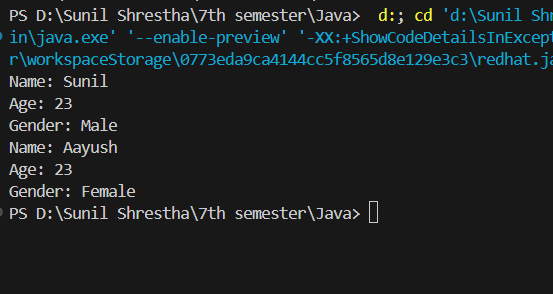 PS D:\Sunil Shrestha\7th semester\Java>  d:; cd 'd:\Sunil Shr
in\java.exe' '--enable-preview' '-XX:+ShowCodeDetailsInExcept
r\workspaceStorage\0773eda9ca4144cc5f8565d8e129e3c3\redhat.ja
Name: Sunil
Age: 23
Gender: Male
Name: Aayush
Age: 23
Gender: Female
PS D:\Sunil Shrestha\7th semester\Java>